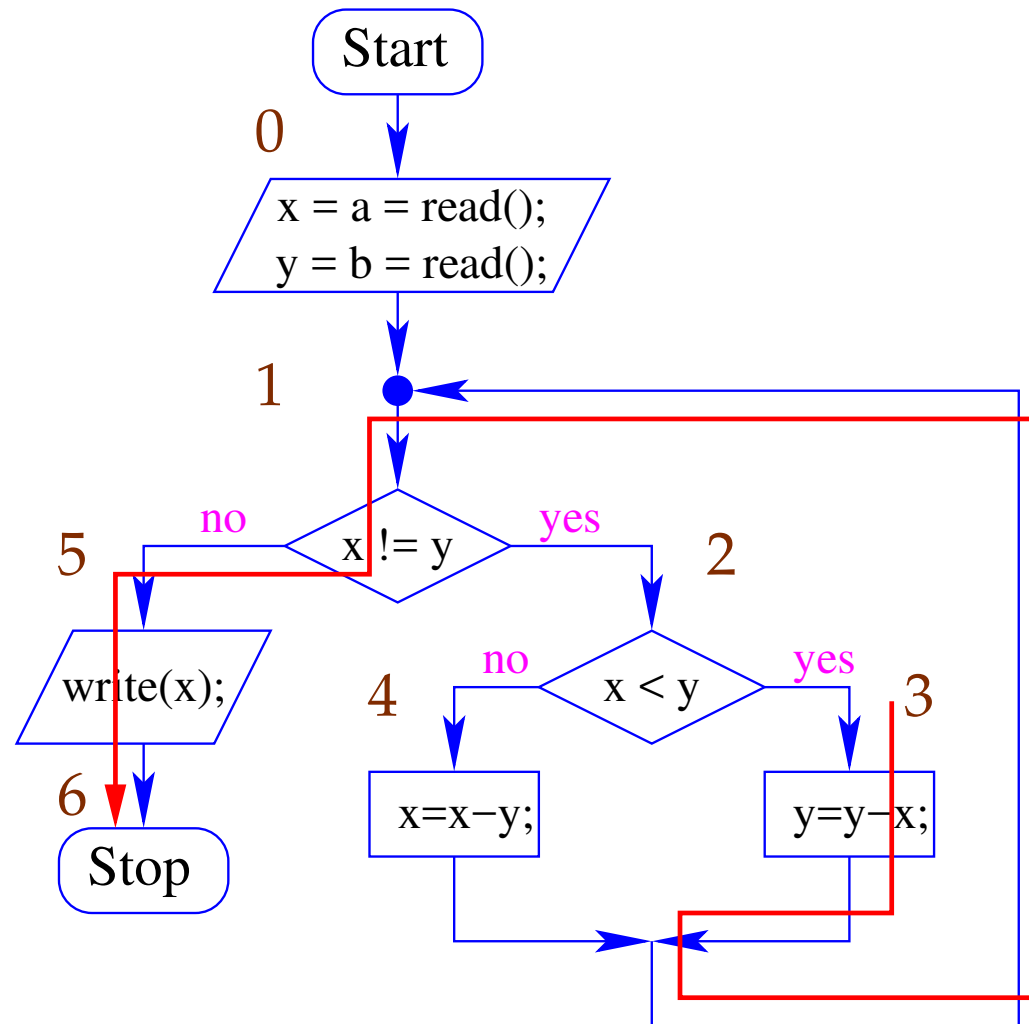 Start
0
x = a = read();
y = b = read();
1
no
x != y
yes
5
2
write(x);
no
x < y
yes
4
3
6
x=x−y;
y=y−x;
Stop